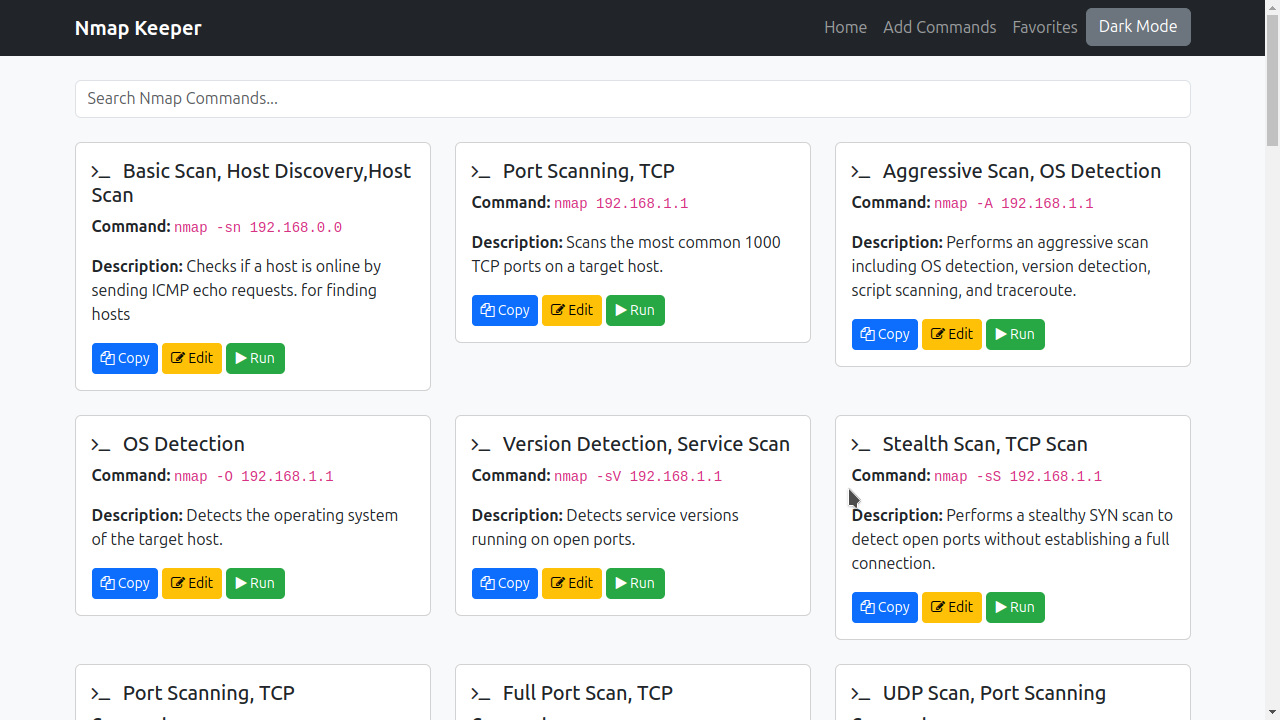 Nmap Keeper
Home Add Commands Favorites Dark Mode
Search Nmap Commands...
Basic Scan, Host Discovery,Host
Scan
Command: nmap -sn 192.168.0.0
Description: Checks if a host is online by
sending ICMP echo requests. for finding
hosts
Copy Edit Run
Port Scanning, TCP
Command: nmap 192.168.1.1
Description: Scans the most common 1000
TCP ports on a target host.
Copy Edit Run
Aggressive Scan, OS Detection
Command: nmap -A 192.168.1.1
Description: Performs an aggressive scan
including OS detection, version detection,
script scanning, and traceroute.
Copy Edit Run
OS Detection
Command: nmap -O 192.168.1.1
Description: Detects the operating system
of the target host.
Copy Edit Run
Version Detection, Service Scan
Command: nmap -sV 192.168.1.1
Description: Detects service versions
running on open ports.
Copy Edit Run
Stealth Scan, TCP Scan
Command: nmap -sS 192.168.1.1
Description: Performs a stealthy SYN scan to
detect open ports without establishing a full
connection.
Copy Edit Run
Port Scanning, TCP
Full Port Scan, TCP
UDP Scan, Port Scanning